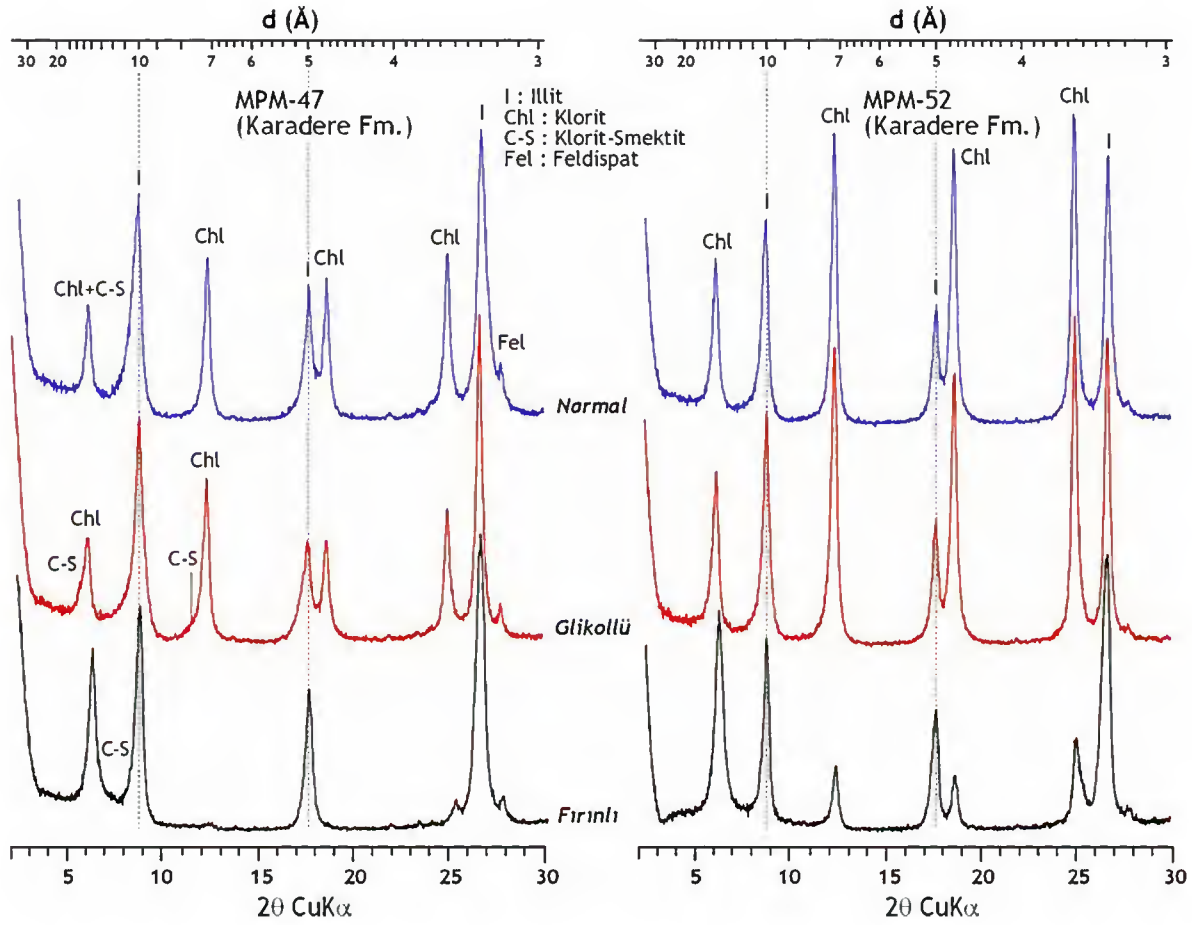 d (Å)
30 20 10 7 6 5 4 3
MPM-47
(Karadere Fm.)
I : Illit
Chl : Klorit
C-S : Klorit-Smektit
Fel : Feldispat
I
I
Chl
Chl
I
Chl
Chl+C-S
Fel
Normal
Chl
Chl
C-S
C-S
Glikollü
C-S
Fırınlı
5 10 15 20 25 30
2θ CuKα
d (Å)
30 20 10 7 6 5 4 3
MPM-52
(Karadere Fm.)
Chl
Chl
I
Chl
I
Chl
I
5 10 15 20 25 30
2θ CuKα